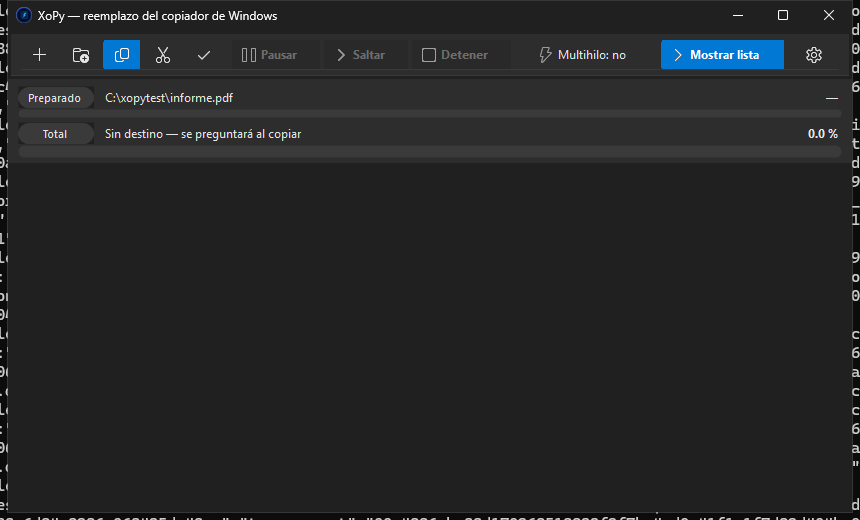 XoPy — reemplazo del copiador de Windows
Pausar Saltar Detener Multihilo: no Mostrar lista
Preparado C:\xopytest\informe.pdf —
Total Sin destino — se preguntará al copiar 0.0 %